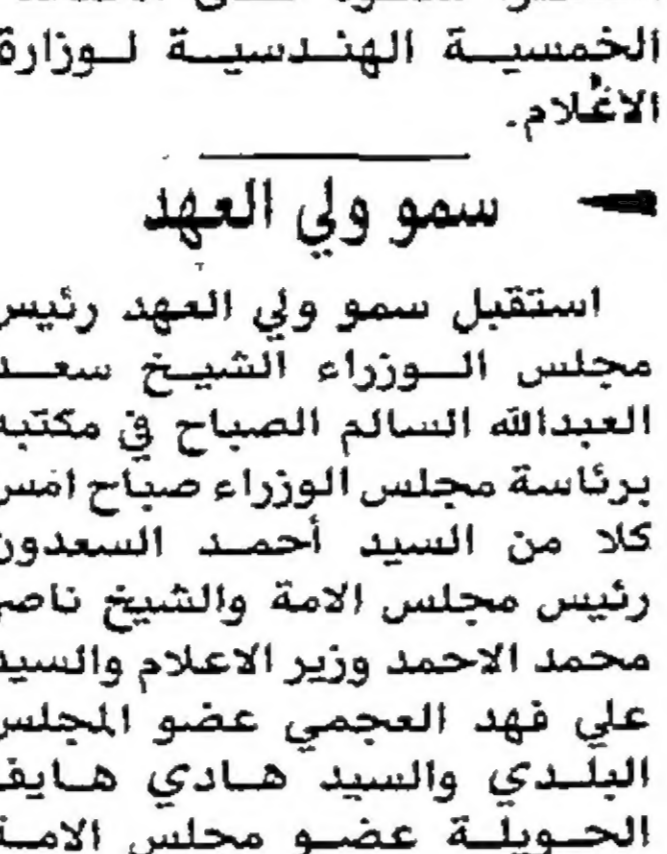 الخمسية الهندسية لوزارة
الاعلام.
سمو ولي العهد
استقبل سمو ولي العهد رئيس
مجلس الوزراء الشيخ سعد
العبدالله السالم الصباح في مكتبه
برئاسة مجلس الوزراء صباح امس
كلا من السيد أحمد السعدون
رئيس مجلس الامة والشيخ ناصر
محمد الاحمد وزير الاعلام والسيد
علي فهد العجمي عضو المجلس
البلدي والسيد هادي هايف
الحويلة عضو مجلس الامة